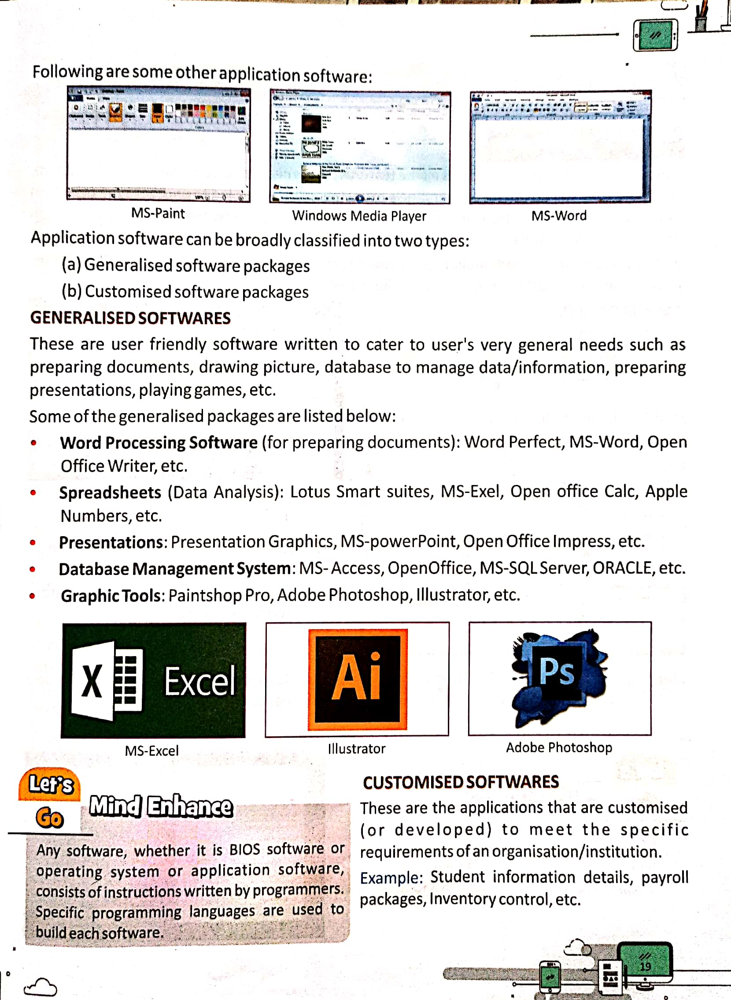 Following are some other application software:
MS-Paint
Windows Media Player
MS-Word
Application software can be broadly classified into two types:
(a) Generalised software packages
(b) Customised software packages
GENERALISED SOFTWARES
These are user friendly software written to cater to user's very general needs such as
preparing documents, drawing picture, database to manage data/information, preparing
presentations, playing games, etc.
Some of the generalised packages are listed below:
• Word Processing Software (for preparing documents): Word Perfect, MS-Word, Open
Office Writer, etc.
• Spreadsheets (Data Analysis): Lotus Smart suites, MS-Exel, Open office Calc, Apple
Numbers, etc.
• Presentations: Presentation Graphics, MS-powerPoint, Open Office Impress, etc.
• Database Management System: MS- Access, OpenOffice, MS-SQL Server, ORACLE, etc.
• Graphic Tools: Paintshop Pro, Adobe Photoshop, Illustrator, etc.
X Excel
Ai
Ps
MS-Excel
Illustrator
Adobe Photoshop
Let's
Go
Mind Enhance
Any software, whether it is BIOS software or
operating system or application software,
consists of instructions written by programmers.
Specific programming languages are used to
build each software.
CUSTOMISED SOFTWARES
These are the applications that are customised
(or developed) to meet the specific
requirements of an organisation/institution.
Example: Student information details, payroll
packages, Inventory control, etc.
19